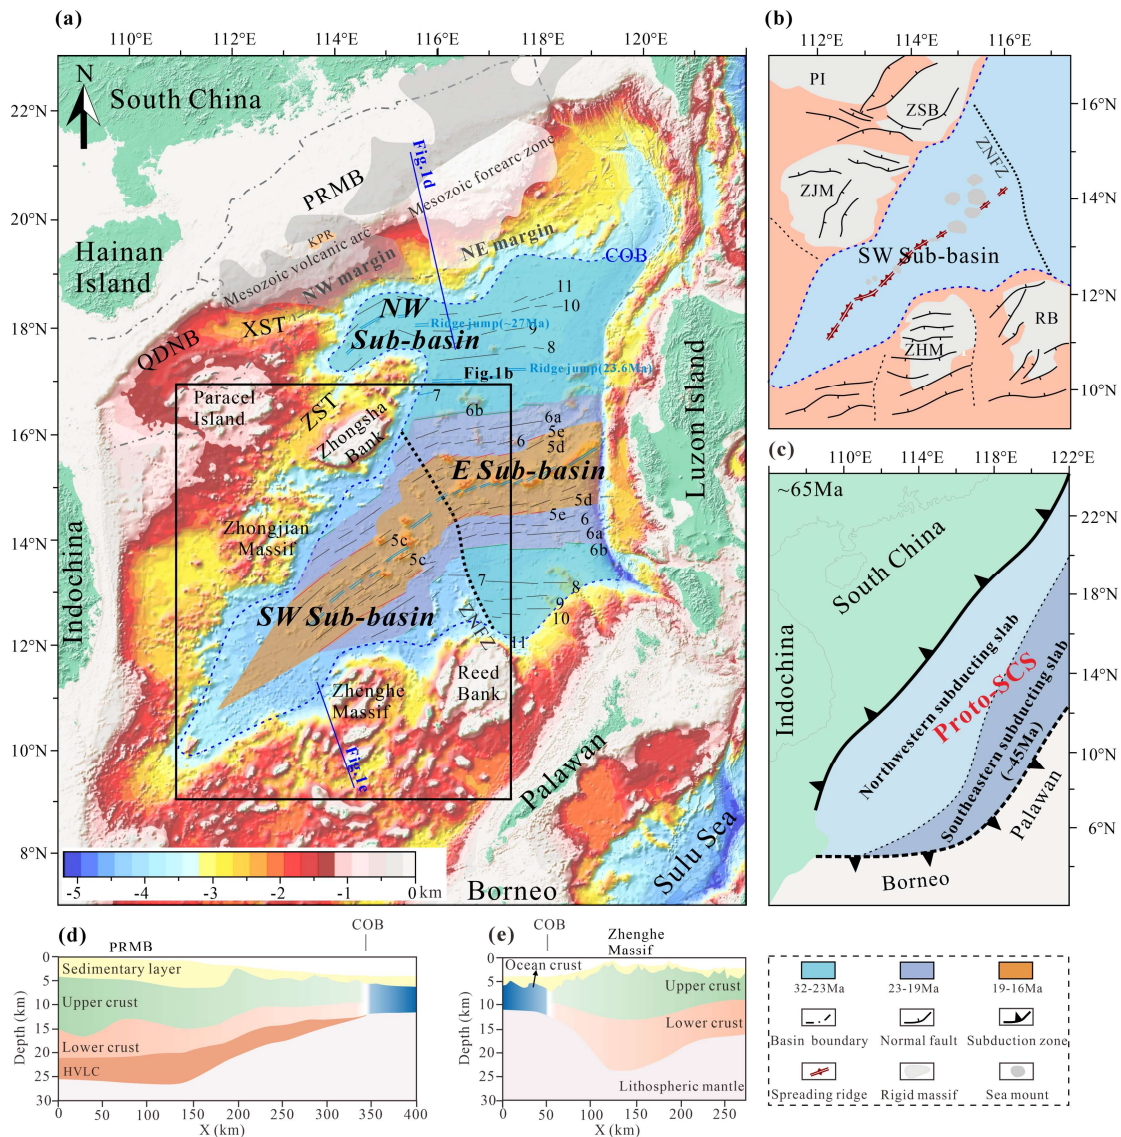 (a)
110°E
112°E
114°E
116°E
118°E
120°E
22°N
20°N
18°N
16°N
14°N
12°N
10°N
8°N
N
South China
Hainan
Island
PRMB
KPR
Mesozoic volcanic arc
Mesozoic forearc zone
Fig.1d
NW margin
NE margin
COB
QDNB
XST
NW
Sub-basin
11
10
Ridge jump(~27Ma)
8
Ridge jump(23.6Ma)
Fig.1b
7
6b
6a
6
5e
5d
Paracel
Island
ZST
Zhongsha
Bank
E Sub-basin
Luzon Island
5d
5e
6
6a
6b
Zhongjian
Massif
5c
5c
7
8
9
10
11
Indochina
SW Sub-basin
ZNFZ
Reed
Bank
Zhenghe
Massif
Fig.1e
Palawan
Sulu Sea
Borneo
-5
-4
-3
-2
-1
0 km
(b)
112°E
114°E
116°E
16°N
14°N
12°N
10°N
PI
ZSB
ZNFZ
ZJM
SW Sub-basin
RB
ZHM
(c)
110°E
114°E
118°E
122°E
22°N
18°N
14°N
10°N
6°N
~65Ma
South China
Indochina
Northwestern subducting slab
Proto-SCS
Southeastern subducting slab
(~45Ma)
Palawan
Borneo
(d)
PRMB
COB
Depth (km)
0
5
10
15
20
25
30
Sedimentary layer
Upper crust
Lower crust
HVLC
0
50
100
150
200
250
300
350
400
X (km)
(e)
COB
Zhenghe
Massif
Depth (km)
0
5
10
15
20
25
30
Ocean crust
Upper crust
Lower crust
Lithospheric mantle
0
50
100
150
200
250
X (km)
32-23Ma
23-19Ma
19-16Ma
Basin boundary
Normal fault
Subduction zone
Spreading ridge
Rigid massif
Sea mount